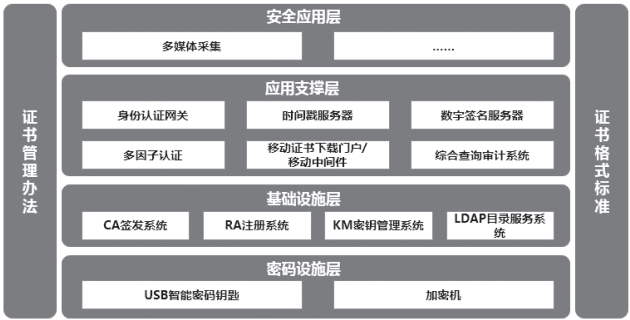 安全应用层
多媒体采集
......
应用支撑层
身份认证网关
时间戳服务器
数字签名服务器
多因子认证
移动证书下载门户/
移动中间件
综合查询审计系统
基础设施层
CA签发系统
RA注册系统
KM密钥管理系统
LDAP目录服务系
统
密码设施层
USB智能密码钥匙
加密机
证书管理办法
证书格式标准